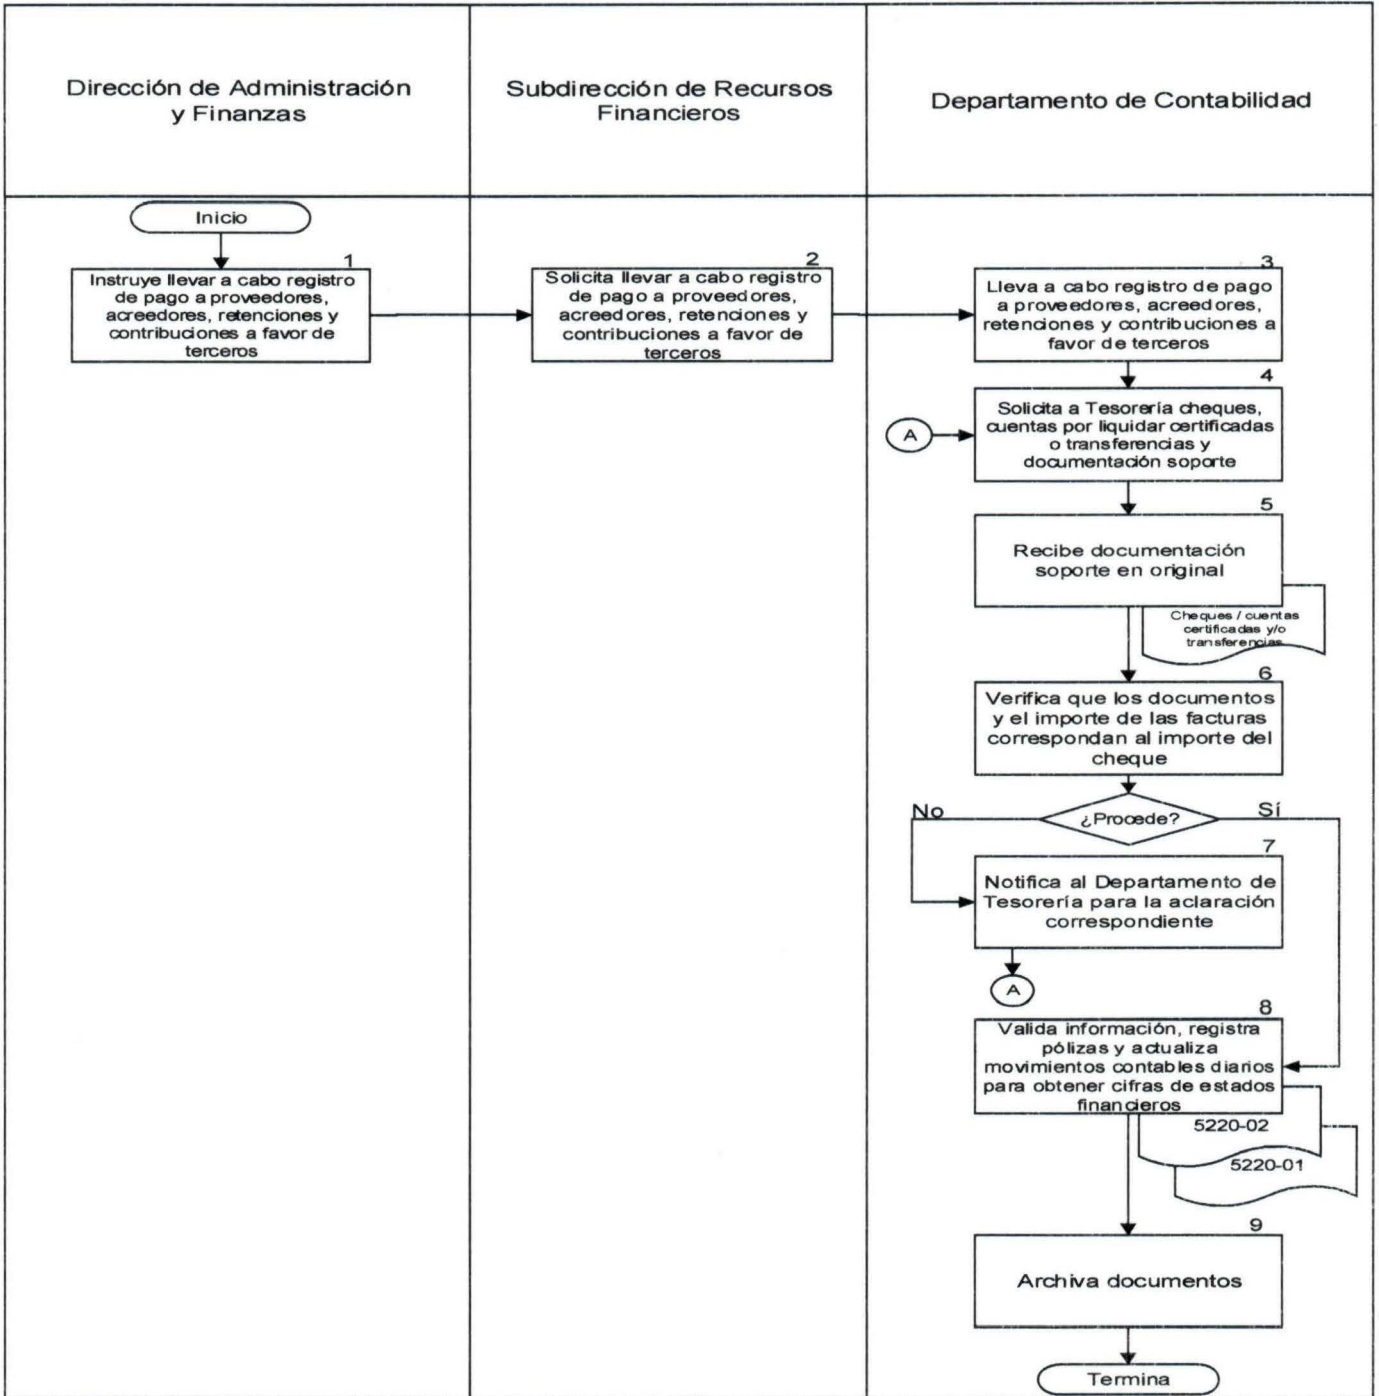 Dirección de Administración
y Finanzas
Subdirección de Recursos
Financieros
Departamento de Contabilidad
Inicio
1
Instruye llevar a cabo registro
de pago a proveedores,
acreedores, retenciones y
contribuciones a favor de
terceros
2
Solicita llevar a cabo registro
de pago a proveedores,
acreedores, retenciones y
contribuciones a favor de
terceros
3
Lleva a cabo registro de pago
a proveedores, acreedores,
retenciones y contribuciones a
favor de terceros
4
Solicita a Tesorería cheques,
cuentas por liquidar certificadas
o transferencias y
documentación soporte
A
5
Recibe documentación
soporte en original
Cheques / cuentas
certificadas y/o
transferencias
6
Verifica que los documentos
y el importe de las facturas
correspondan al importe del
cheque
No
¿Procede?
Sí
7
Notifica al Departamento de
Tesorería para la aclaración
correspondiente
A
8
Valida información, registra
pólizas y actualiza
movimientos contables diarios
para obtener cifras de estados
financieros
5220-02
5220-01
9
Archiva documentos
Termina